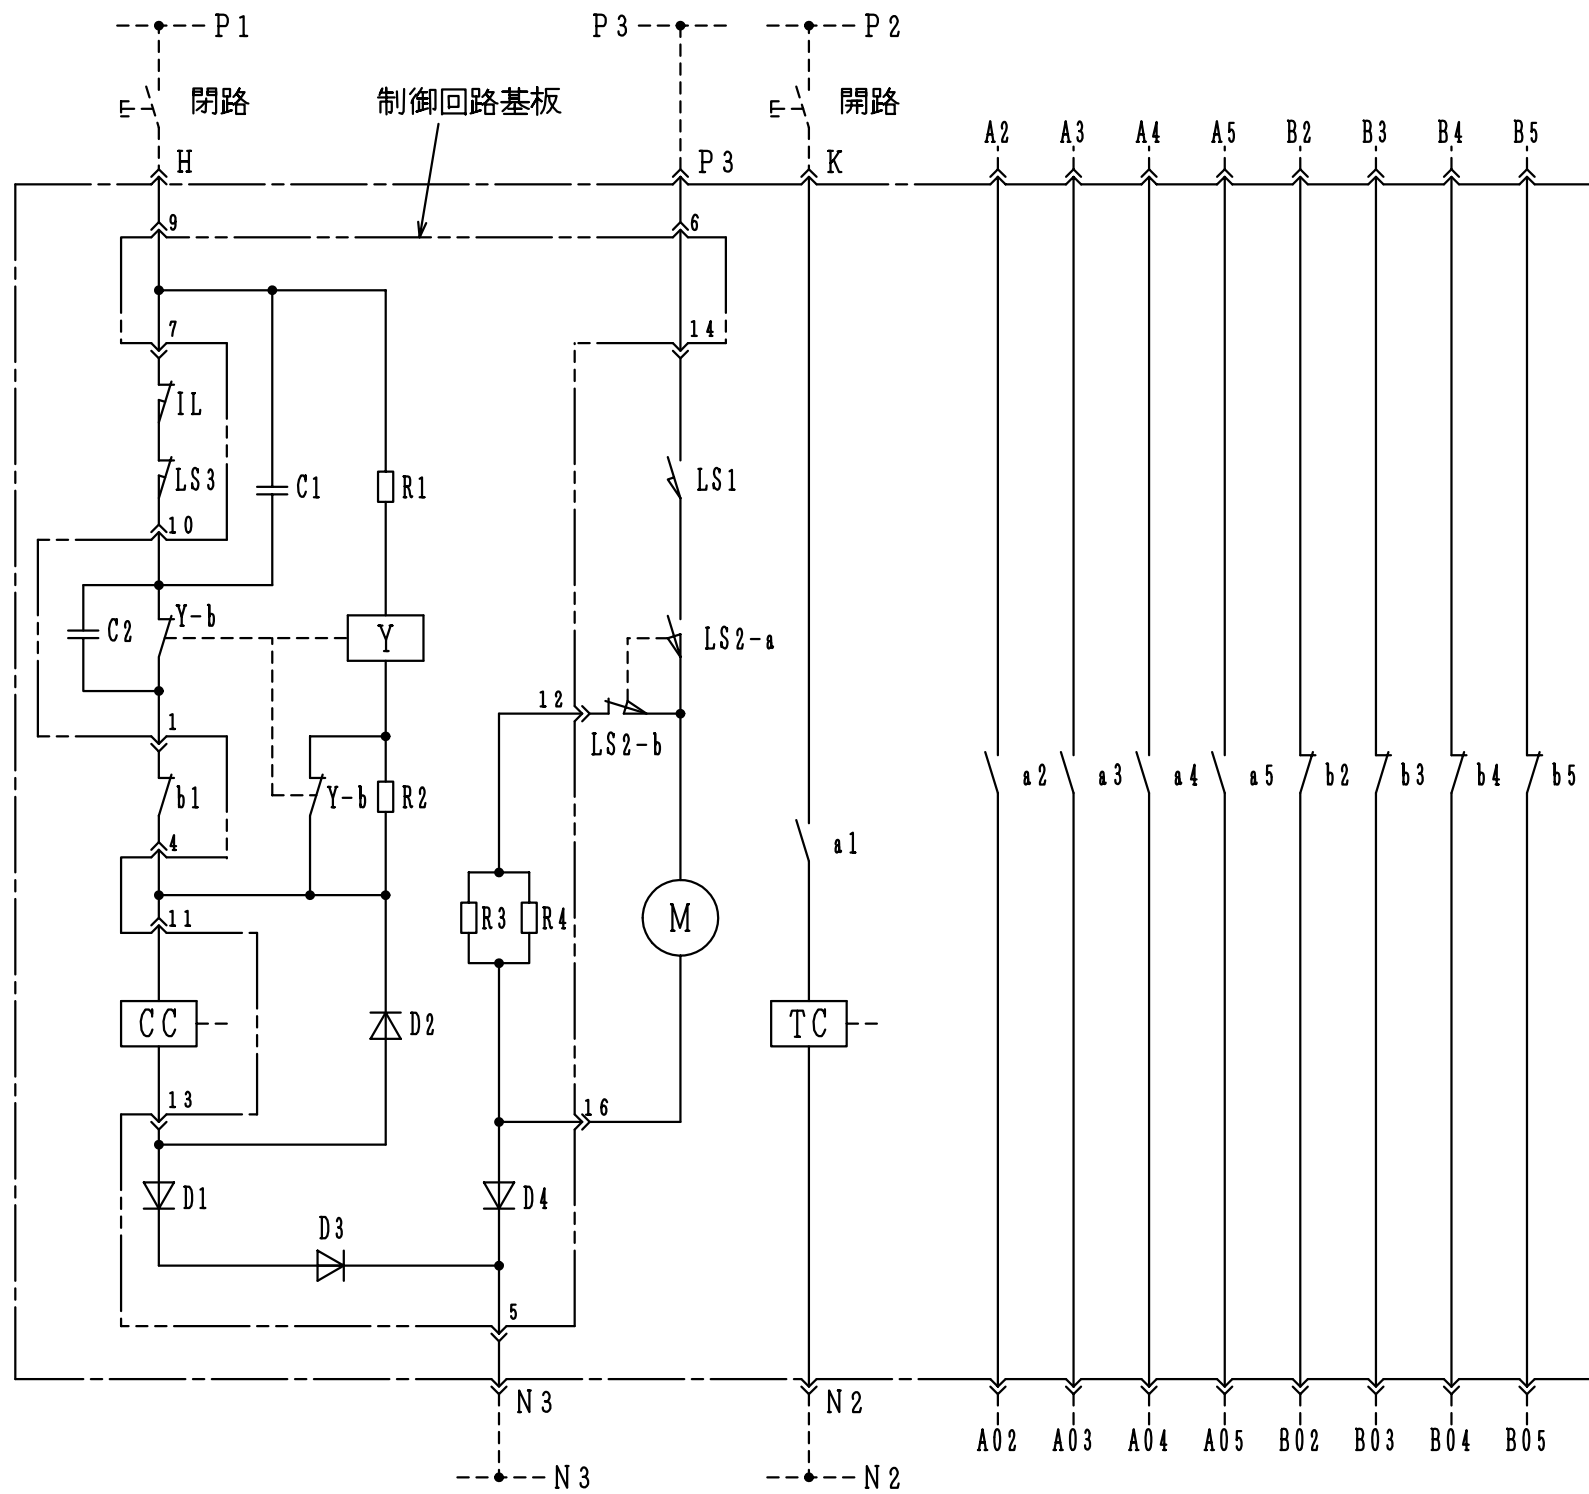 P1 P3 P2
閉路 制御回路基板 開路
A2 A3 A4 A5 B2 B3 B4 B5
H P3 K
9 6
7 14
IL
LS3 C1 R1 LS1
10
Y-b
C2 Y LS2-a
12
1 LS2-b
b1 Y-b R2 a2 a3 a4 a5 b2 b3 b4 b5
4 a1
11 R3 R4 M
CC D2 TC
13 16
D1 D4
D3
5
N3 N2
A02 A03 A04 A05 B02 B03 B04 B05
N3 N2